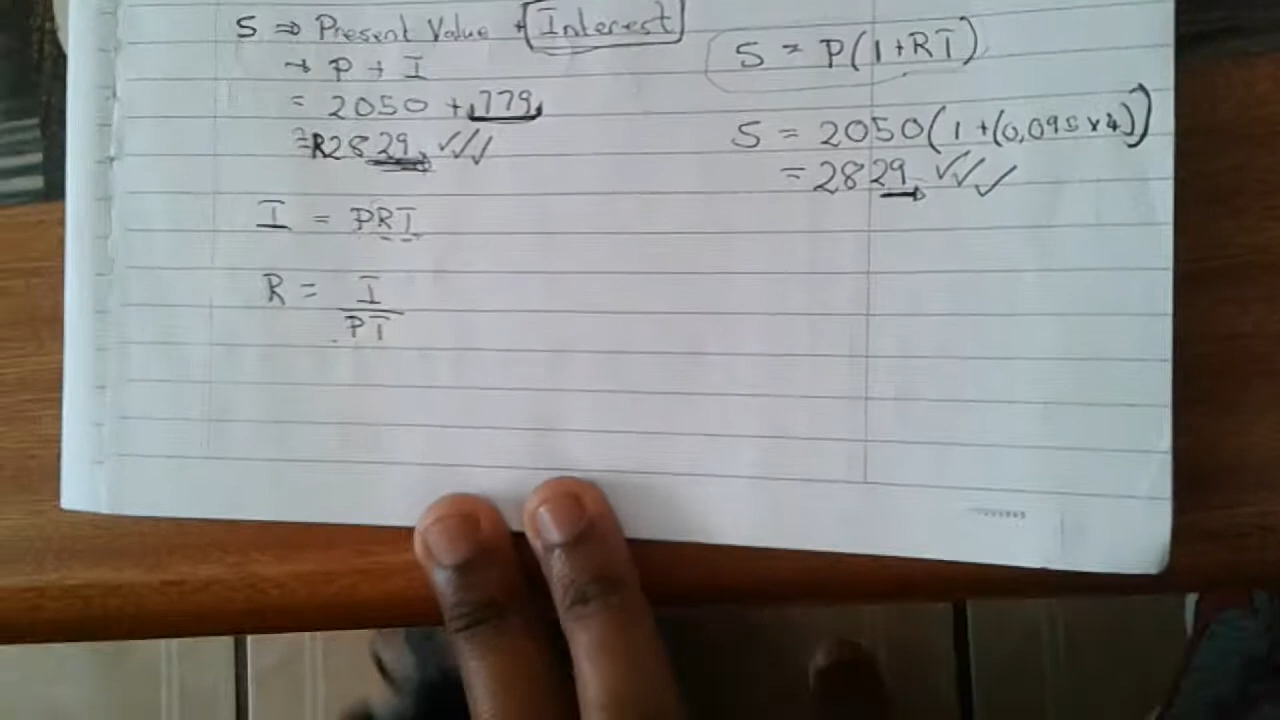 S ⇒ Present Value + Interest
→ P + I
= 2050 + 779
= R2829 ✓✓✓
I = PRT
R = I
PT
S = P(1+RT)
S = 2050(1+(0,095×4))
= 2829 ✓✓✓